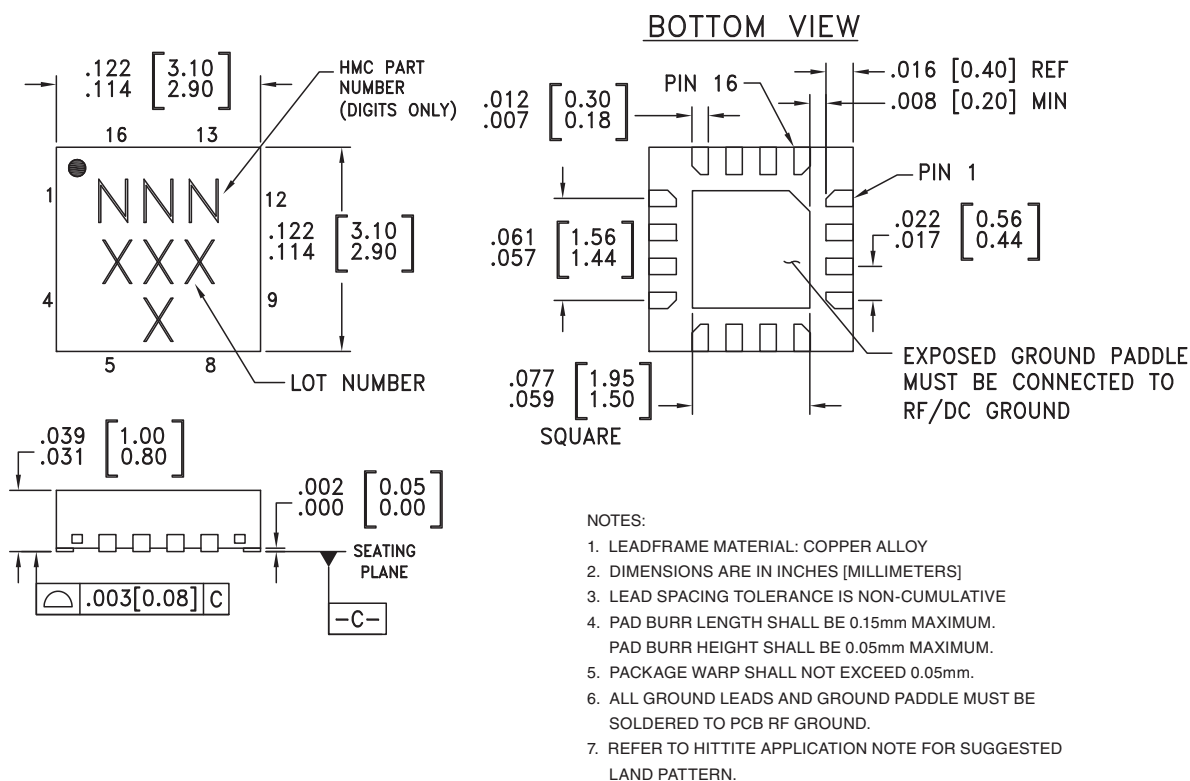 BOTTOM VIEW
.122 [3.10]
.114 [2.90]
HMC PART
NUMBER
(DIGITS ONLY)
16 13
1
12
NNN
XXX
X
.122 [3.10]
.114 [2.90]
4
9
5 8
LOT NUMBER
.012 [0.30]
.007 [0.18]
PIN 16
.016 [0.40] REF
.008 [0.20] MIN
PIN 1
.022 [0.56]
.017 [0.44]
.061 [1.56]
.057 [1.44]
.077 [1.95]
.059 [1.50]
SQUARE
EXPOSED GROUND PADDLE
MUST BE CONNECTED TO
RF/DC GROUND
.039 [1.00]
.031 [0.80]
.002 [0.05]
.000 [0.00]
SEATING
PLANE
.003[0.08] C
-C-
NOTES:
1. LEADFRAME MATERIAL: COPPER ALLOY
2. DIMENSIONS ARE IN INCHES [MILLIMETERS]
3. LEAD SPACING TOLERANCE IS NON-CUMULATIVE
4. PAD BURR LENGTH SHALL BE 0.15mm MAXIMUM.
PAD BURR HEIGHT SHALL BE 0.05mm MAXIMUM.
5. PACKAGE WARP SHALL NOT EXCEED 0.05mm.
6. ALL GROUND LEADS AND GROUND PADDLE MUST BE
SOLDERED TO PCB RF GROUND.
7. REFER TO HITTITE APPLICATION NOTE FOR SUGGESTED
LAND PATTERN.